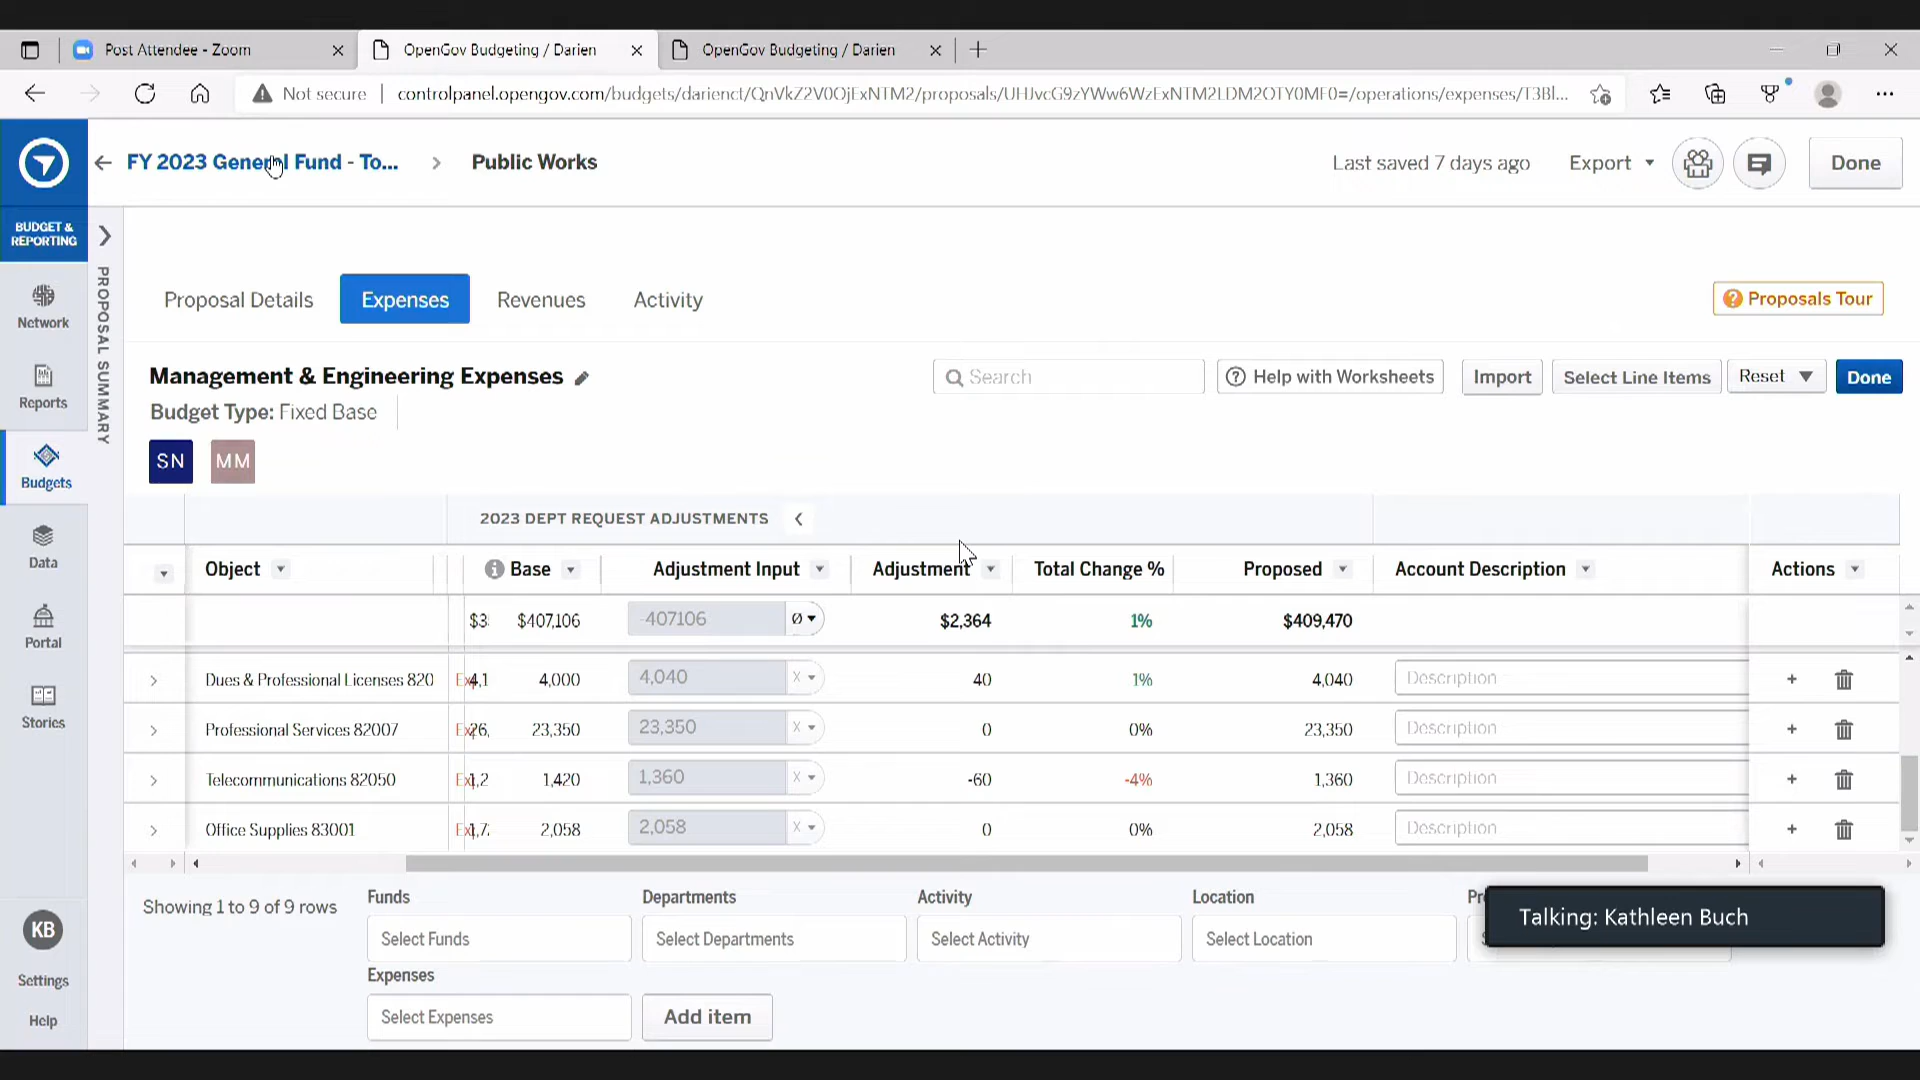 Post Attendee - Zoom
OpenGov Budgeting / Darien
OpenGov Budgeting / Darien
Not secure
controlpanel.opengov.com/budgets/darienct/QnVkZ2V0OjExNTM2/proposals/UHJvcG9zYWw6WzExNTM2LDM2OTY0MF0=/operations/expenses/T3Bl...
FY 2023 General Fund - To...
Public Works
Last saved 7 days ago
Export
Done
BUDGET & REPORTING
Network
Reports
Budgets
Data
Portal
Stories
KB
Settings
Help
PROPOSAL SUMMARY
Proposal Details
Expenses
Revenues
Activity
Proposals Tour
Management & Engineering Expenses
Budget Type: Fixed Base
SN
MM
Search
Help with Worksheets
Import
Select Line Items
Reset
Done
2023 DEPT REQUEST ADJUSTMENTS
Object Base Adjustment Input Adjustment Total Change % Proposed Account Description Actions
$3 $407,106 -407106 $2,364 1% $409,470
Dues & Professional Licenses 820 4,1 4,000 4,040 40 1% 4,040 Description
Professional Services 82007 26, 23,350 23,350 0 0% 23,350 Description
Telecommunications 82050 1,2 1,420 1,360 -60 -4% 1,360 Description
Office Supplies 83001 1,7 2,058 2,058 0 0% 2,058 Description
Showing 1 to 9 of 9 rows
Funds
Select Funds
Departments
Select Departments
Activity
Select Activity
Location
Select Location
Expenses
Select Expenses
Add item
Talking: Kathleen Buch